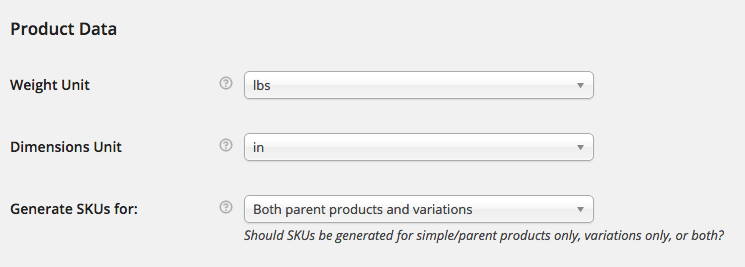 Product Data
Weight Unit ? lbs
Dimensions Unit ? in
Generate SKUs for: ? Both parent products and variations
Should SKUs be generated for simple/parent products only, variations only, or both?